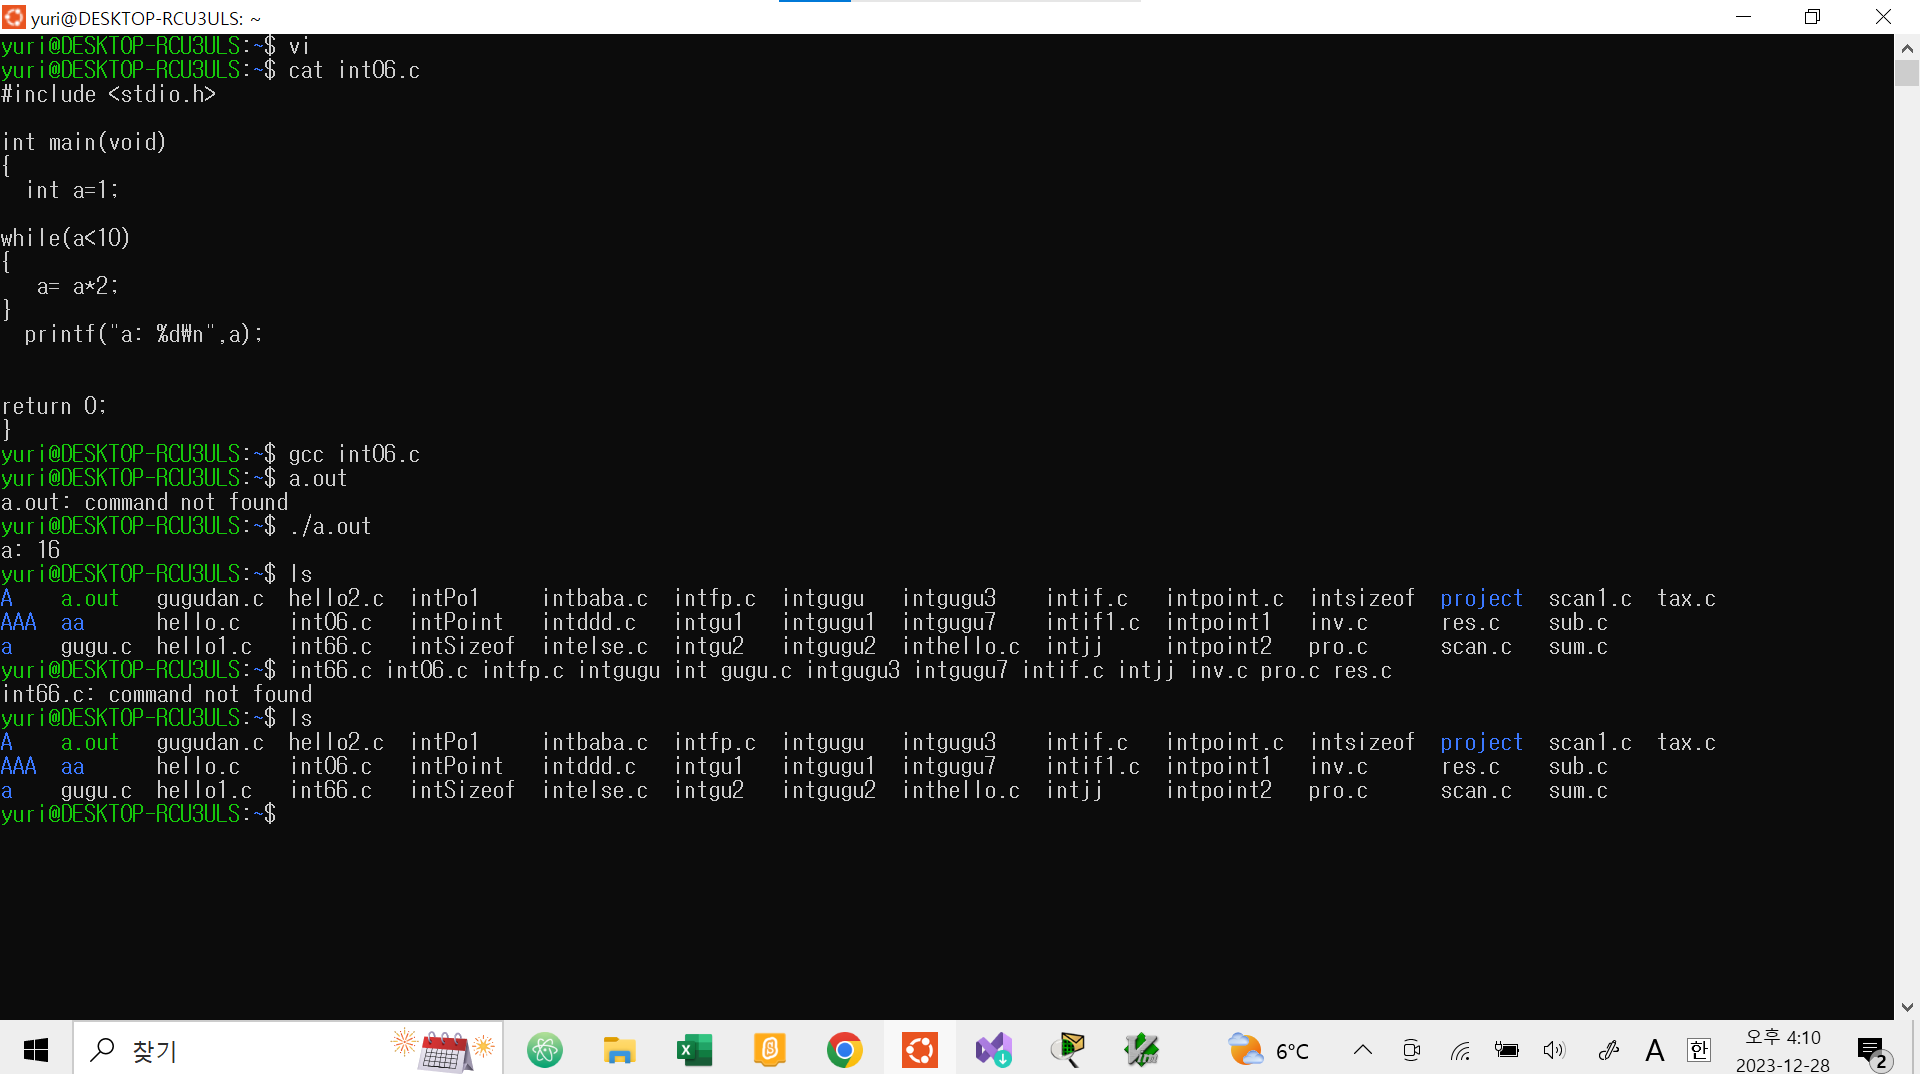 yuri@DESKTOP-RCU3ULS: ~
yuri@DESKTOP-RCU3ULS:~$ vi
yuri@DESKTOP-RCU3ULS:~$ cat int06.c
#include <stdio.h>
int main(void)
{
int a=1;
while(a<10)
{
a= a*2;
}
printf("a: %d₩n",a);
return 0;
}
yuri@DESKTOP-RCU3ULS:~$ gcc int06.c
yuri@DESKTOP-RCU3ULS:~$ a.out
a.out: command not found
yuri@DESKTOP-RCU3ULS:~$ ./a.out
a: 16
yuri@DESKTOP-RCU3ULS:~$ ls
A a.out gugudan.c hello2.c intPo1 intbaba.c intfp.c intgugu intgugu3 intif.c intpoint.c intsizeof project scan1.c tax.c
AAA aa hello.c int06.c intPoint intddd.c intgu1 intgugu1 intgugu7 intif1.c intpoint1 inv.c res.c sub.c
a gugu.c hello1.c int66.c intSizeof intelse.c intgu2 intgugu2 inthello.c intjj intpoint2 pro.c scan.c sum.c
yuri@DESKTOP-RCU3ULS:~$ int66.c int06.c intfp.c intgugu int gugu.c intgugu3 intgugu7 intif.c intjj inv.c pro.c res.c
int66.c: command not found
yuri@DESKTOP-RCU3ULS:~$ ls
A a.out gugudan.c hello2.c intPo1 intbaba.c intfp.c intgugu intgugu3 intif.c intpoint.c intsizeof project scan1.c tax.c
AAA aa hello.c int06.c intPoint intddd.c intgu1 intgugu1 intgugu7 intif1.c intpoint1 inv.c res.c sub.c
a gugu.c hello1.c int66.c intSizeof intelse.c intgu2 intgugu2 inthello.c intjj intpoint2 pro.c scan.c sum.c
yuri@DESKTOP-RCU3ULS:~$
찾기
6°C
A
한
오후 4:10
2023-12-28
2